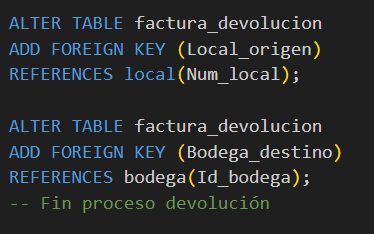 ALTER TABLE factura_devolucion
ADD FOREIGN KEY (Local_origen)
REFERENCES local(Num_local);
ALTER TABLE factura_devolucion
ADD FOREIGN KEY (Bodega_destino)
REFERENCES bodega(Id_bodega);
-- Fin proceso devolución